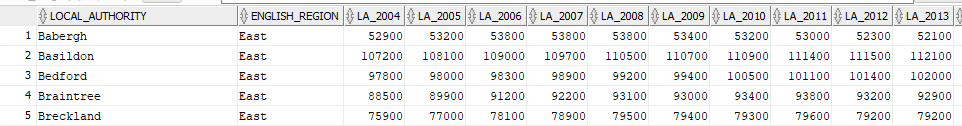 LOCAL_AUTHORITY ENGLISH_REGION LA_2004 LA_2005 LA_2006 LA_2007 LA_2008 LA_2009 LA_2010 LA_2011 LA_2012 LA_2013
1 Babergh East 52900 53200 53800 53800 53800 53400 53200 53000 52300 52100
2 Basildon East 107200 108100 109000 109700 110500 110700 110900 111400 111500 112100
3 Bedford East 97800 98000 98300 98900 99200 99400 100500 101100 101400 102000
4 Braintree East 88500 89900 91200 92200 93100 93000 93400 93800 93200 92900
5 Breckland East 75900 77000 78100 78900 79500 79400 79300 79600 79200 79200